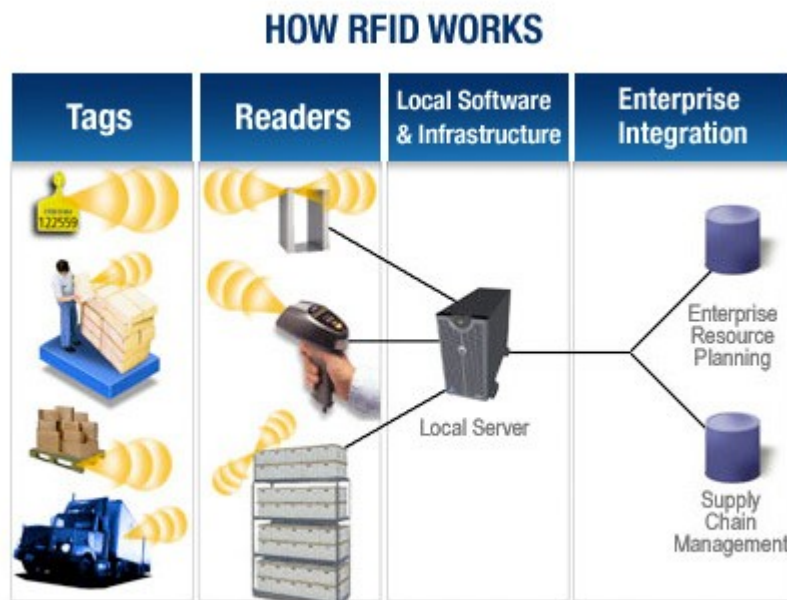 HOW RFID WORKS
Tags
Readers
Local Software
& Infrastructure
Enterprise
Integration
122559
Local Server
Enterprise
Resource
Planning
Supply
Chain
Management